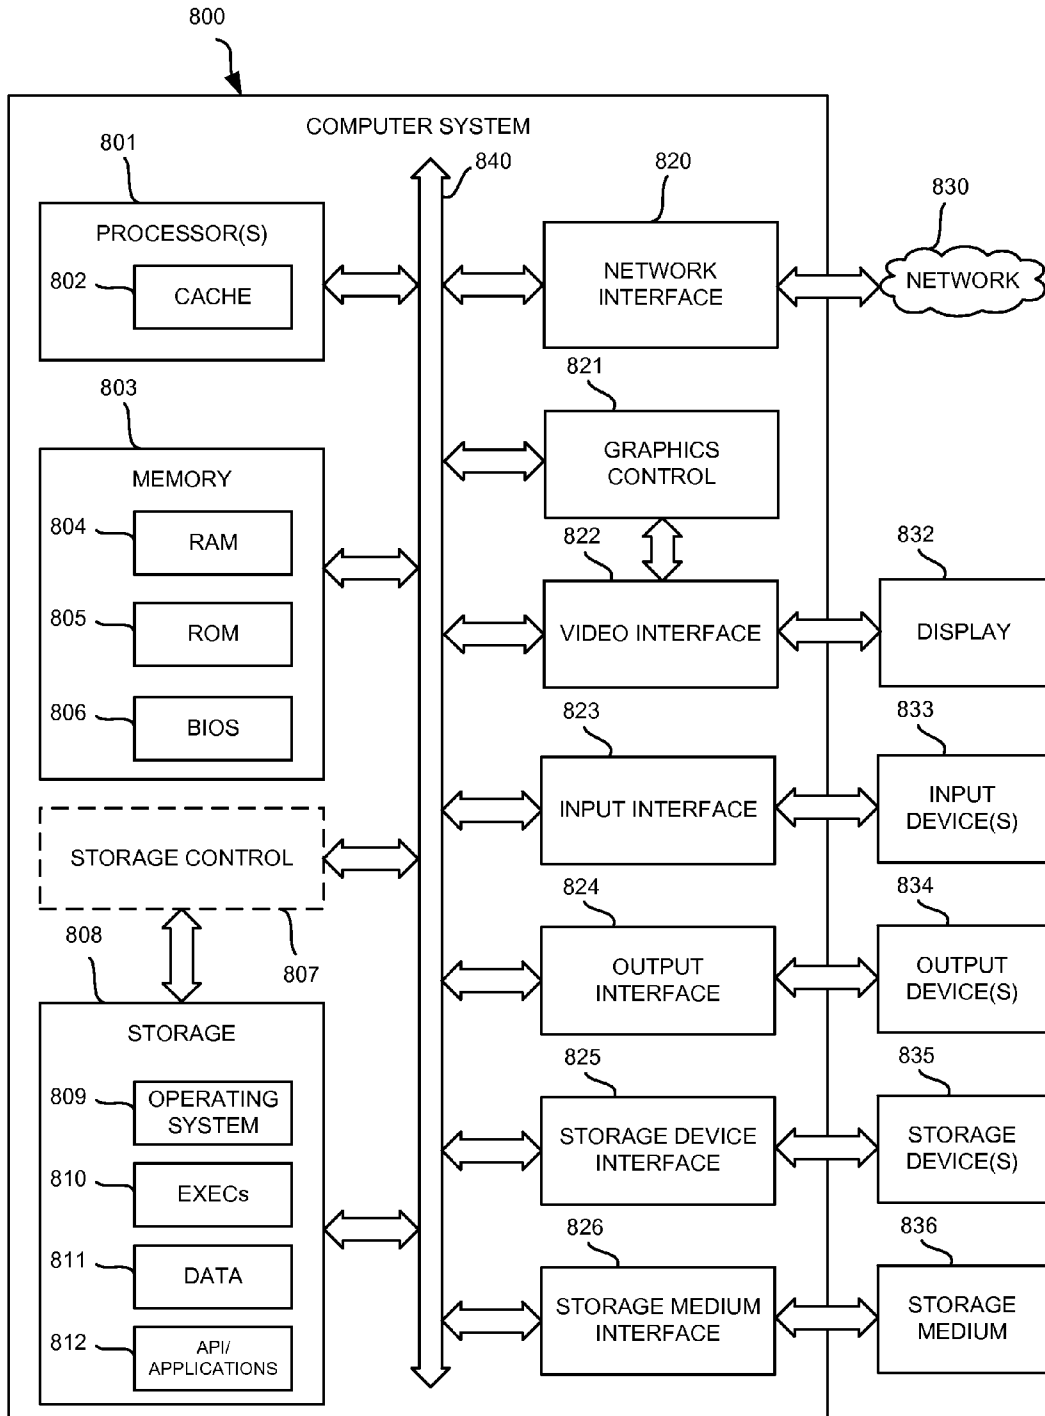 800
COMPUTER SYSTEM
801
840
820
830
PROCESSOR(S)
802
CACHE
NETWORK
INTERFACE
NETWORK
821
803
GRAPHICS
CONTROL
MEMORY
804
RAM
822
832
805
ROM
VIDEO INTERFACE
DISPLAY
806
BIOS
823
833
INPUT INTERFACE
INPUT
DEVICE(S)
STORAGE CONTROL
807
824
834
808
OUTPUT
INTERFACE
OUTPUT
DEVICE(S)
STORAGE
825
835
809
OPERATING
SYSTEM
STORAGE DEVICE
INTERFACE
STORAGE
DEVICE(S)
810
EXECs
826
836
811
DATA
STORAGE MEDIUM
INTERFACE
STORAGE
MEDIUM
812
API/
APPLICATIONS